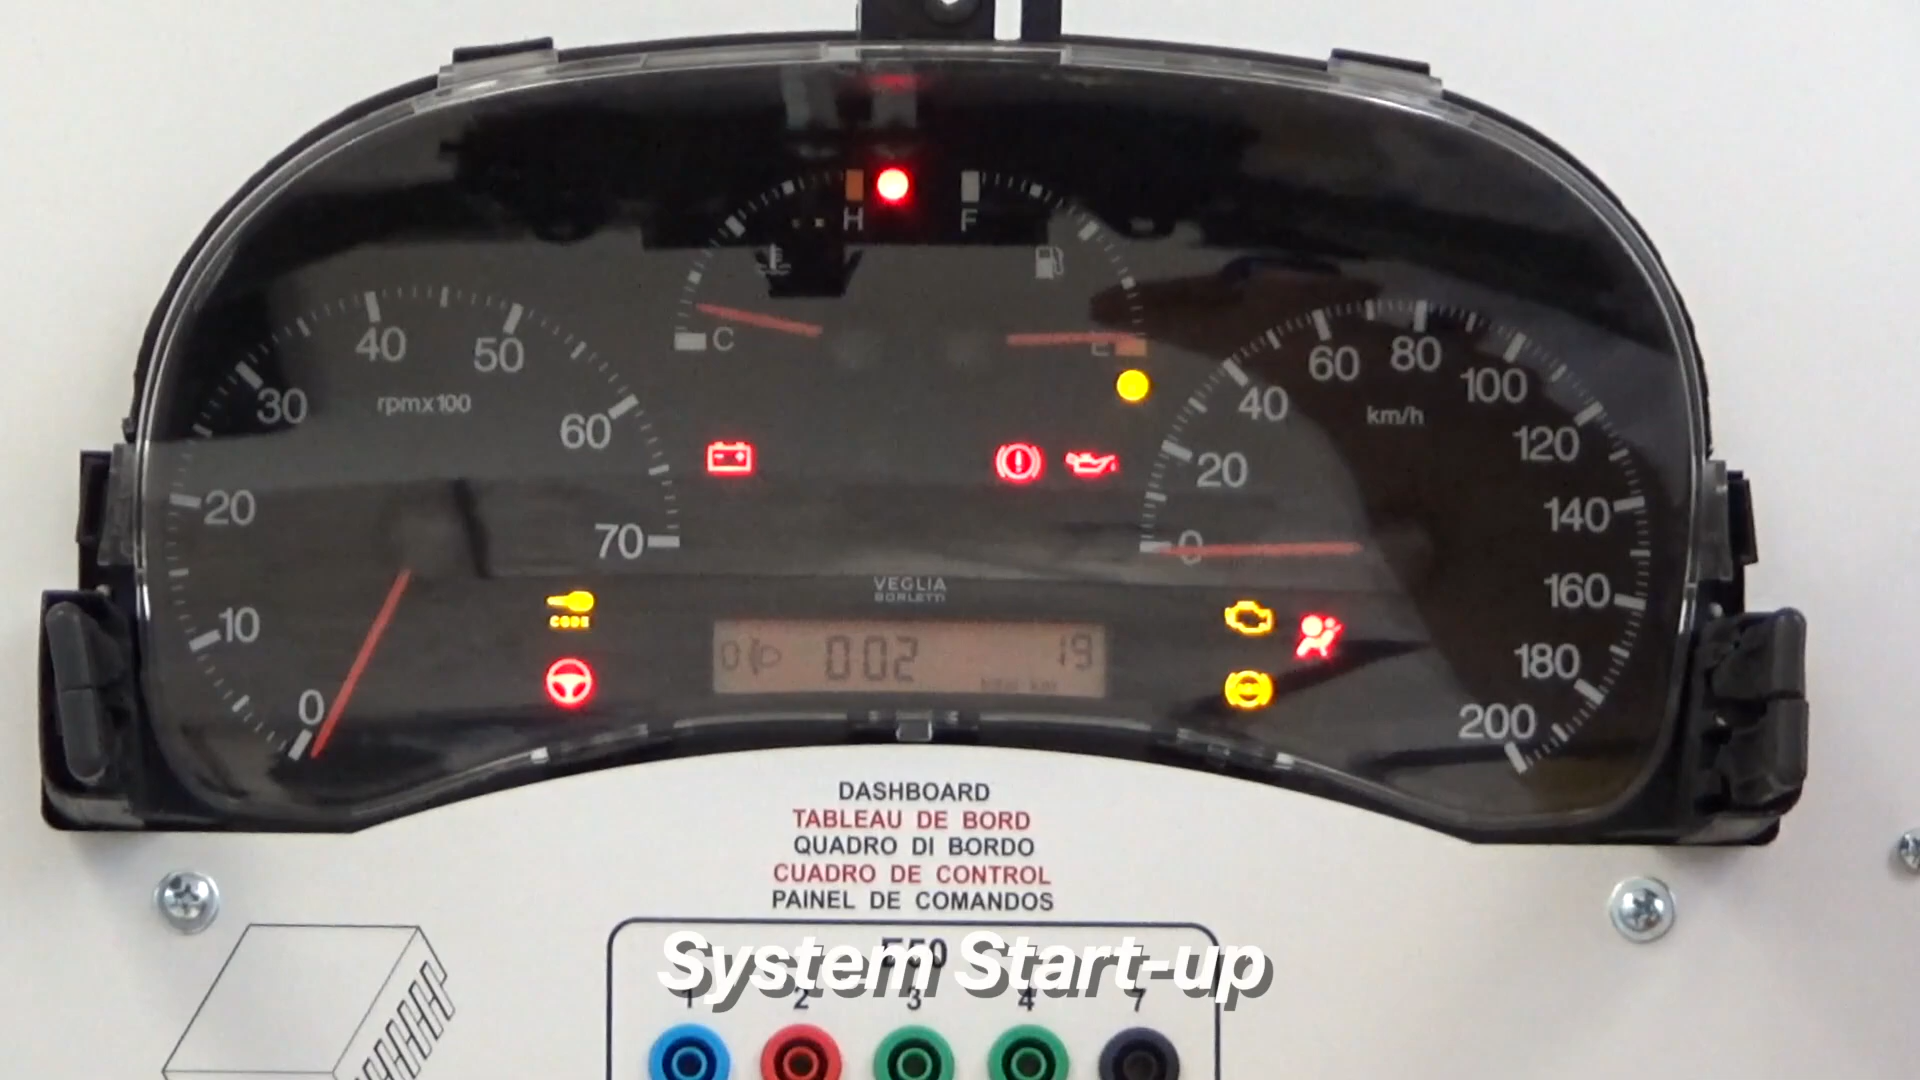 H
F
C
E
40
50
30
rpmx100
60
20
70
10
0
60
80
40
100
km/h
120
20
140
0
160
180
200
CODE
VEGLIA
BORLETTI
0
002
19
DASHBOARD
TABLEAU DE BORD
QUADRO DI BORDO
CUADRO DE CONTROL
PAINEL DE COMANDOS
System Start-up
1
2
3
4
7